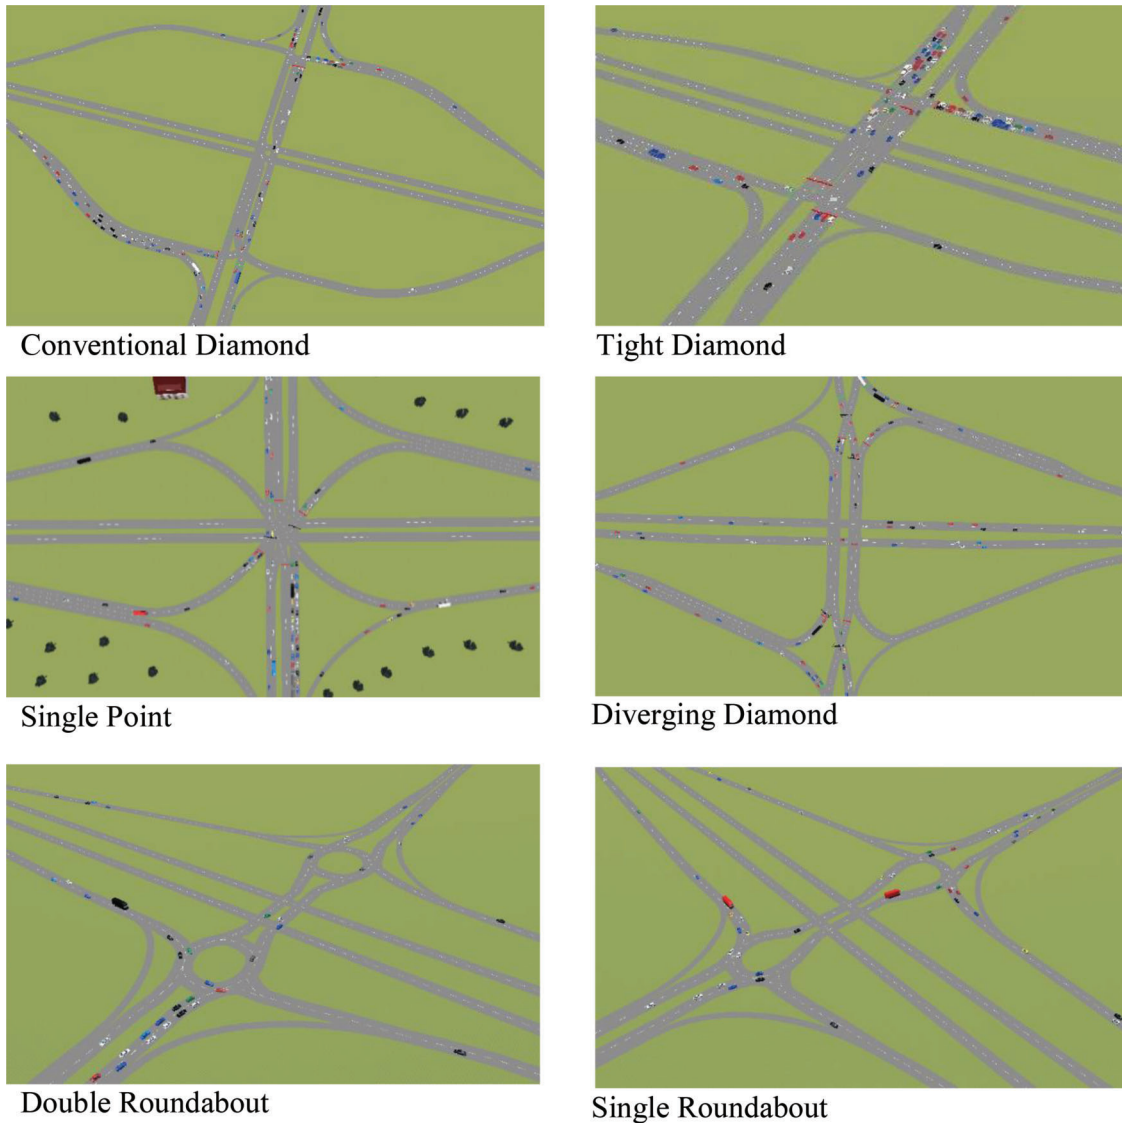 Conventional Diamond
Tight Diamond
Single Point
Diverging Diamond
Double Roundabout
Single Roundabout